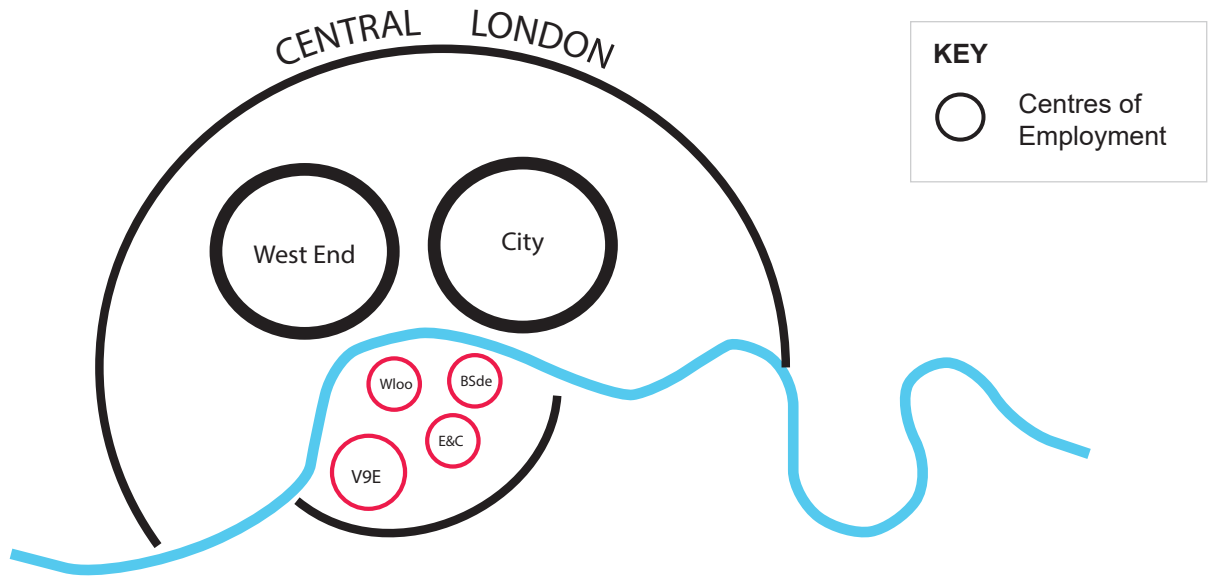 CENTRAL LONDON
KEY
Centres of
Employment
West End
City
Wloo
BSde
E&C
V9E